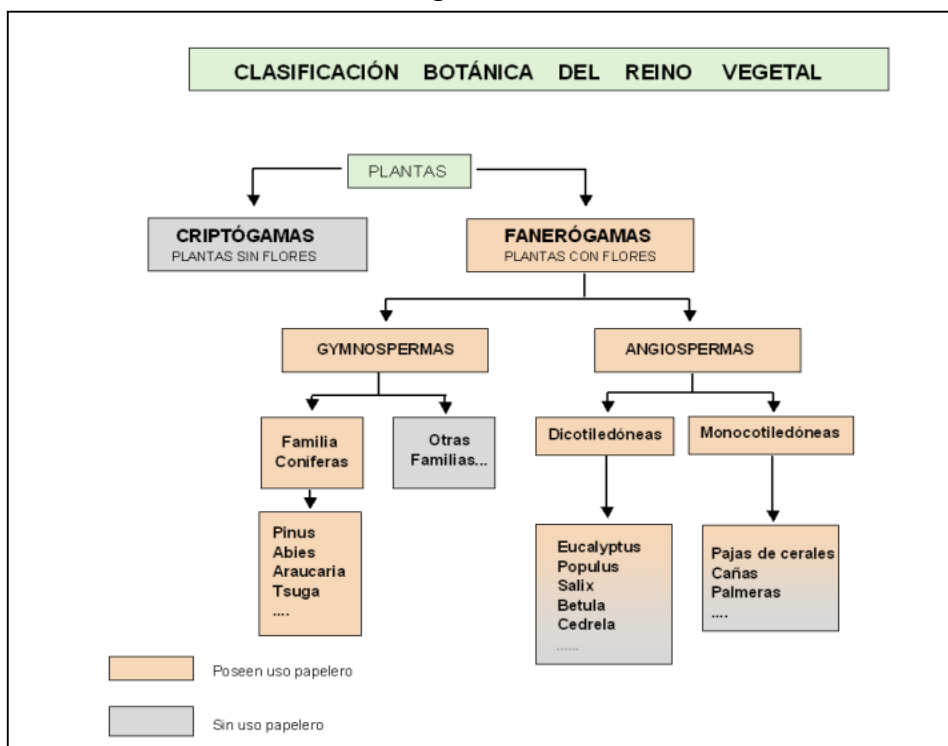 CLASIFICACIÓN BOTÁNICA DEL REINO VEGETAL
PLANTAS
CRIPTÓGAMAS
PLANTAS SIN FLORES
FANERÓGAMAS
PLANTAS CON FLORES
GYMNOSPERMAS
ANGIOSPERMAS
Familia
Coníferas
Otras
Familias...
Dicotiledóneas
Monocotiledóneas
Pinus
Abies
Araucaria
Tsuga
....
Eucalyptus
Populus
Salix
Betula
Cedrela
......
Pajas de cerales
Cañas
Palmeras
....
Poseen uso papelero
Sin uso papelero